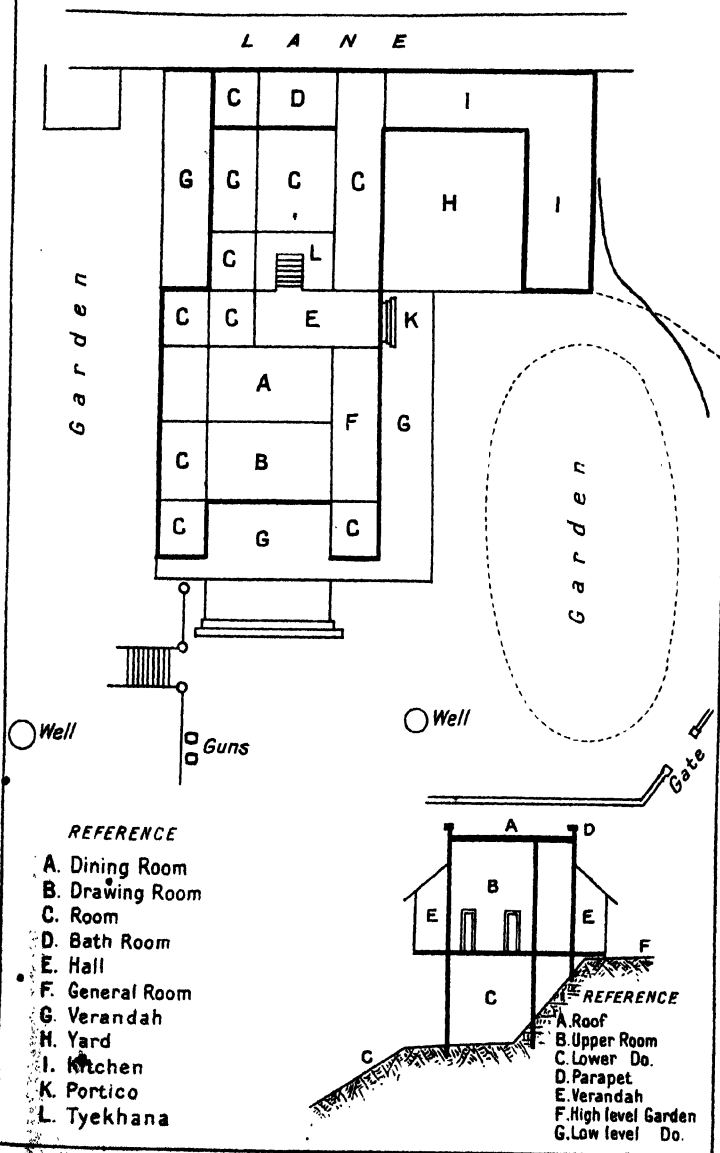 LANE
C D I
G C C C H I
C L
C C E K
A
F G
C B
C G C
Garden
Garden
Well
Guns
Well
Gate
REFERENCE
A. Dining Room
B. Drawing Room
C. Room
D. Bath Room
E. Hall
F. General Room
G. Verandah
H. Yard
I. Kitchen
K. Portico
L. Tyekhana
A D
B
E E
F
C
G
REFERENCE
A.Roof
B.Upper Room
C.Lower Do.
D.Parapet
E.Verandah
F.High level Garden
G.Low level Do.